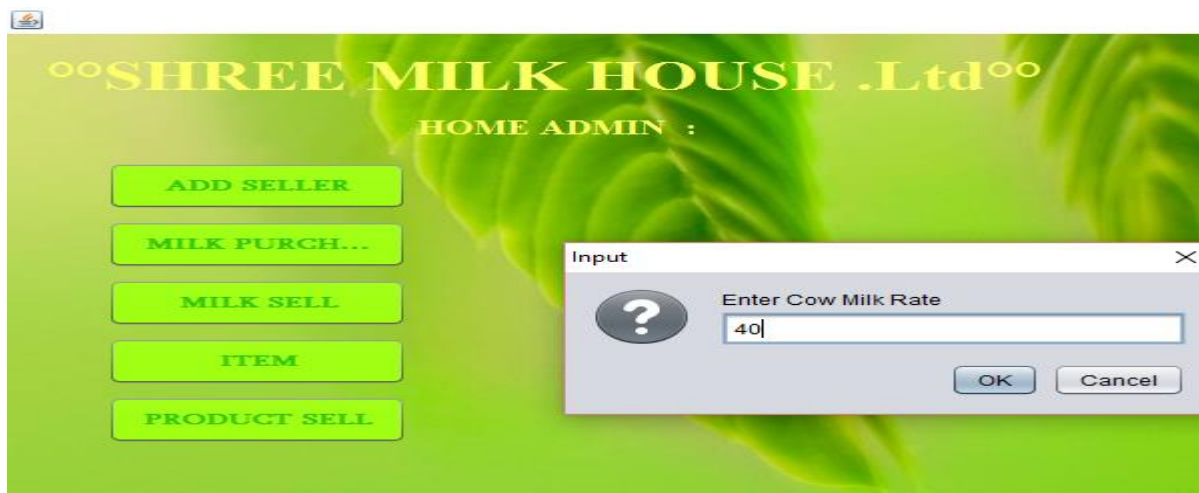 °°SHREE MILK HOUSE .Ltd°°
HOME ADMIN :
ADD SELLER
MILK PURCH...
MILK SELL
ITEM
PRODUCT SELL
Input
Enter Cow Milk Rate
40
OK Cancel